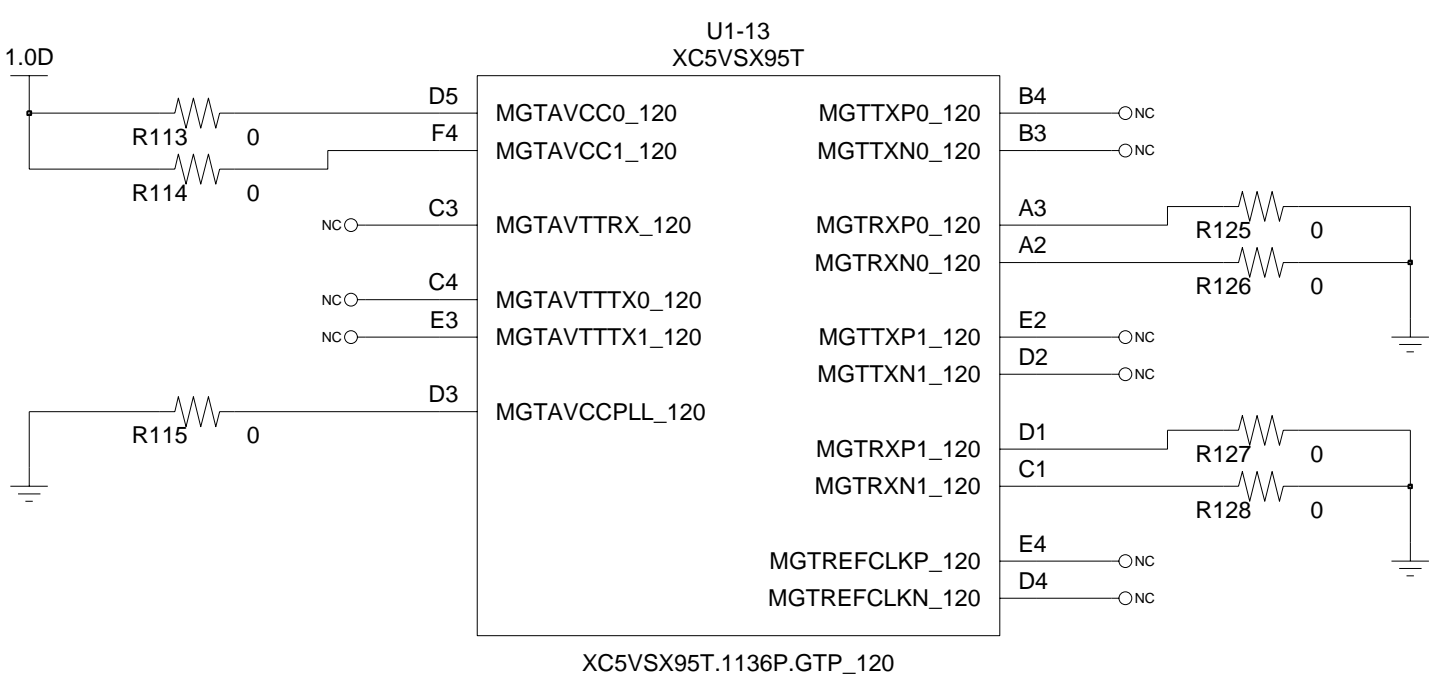 U1-13
XC5VSX95T
1.0D
D5
MGTAVCC0_120
R113 0
F4
MGTAVCC1_120
R114 0
NC
C3
MGTAVTTRX_120
NC
C4
MGTAVTTTX0_120
NC
E3
MGTAVTTTX1_120
D3
MGTAVCCPLL_120
R115 0
MGTTXP0_120
B4
NC
MGTTXN0_120
B3
NC
MGTRXP0_120
A3
R125 0
MGTRXN0_120
A2
R126 0
MGTTXP1_120
E2
NC
MGTTXN1_120
D2
NC
MGTRXP1_120
D1
R127 0
MGTRXN1_120
C1
R128 0
MGTREFCLKP_120
E4
NC
MGTREFCLKN_120
D4
NC
XC5VSX95T.1136P.GTP_120